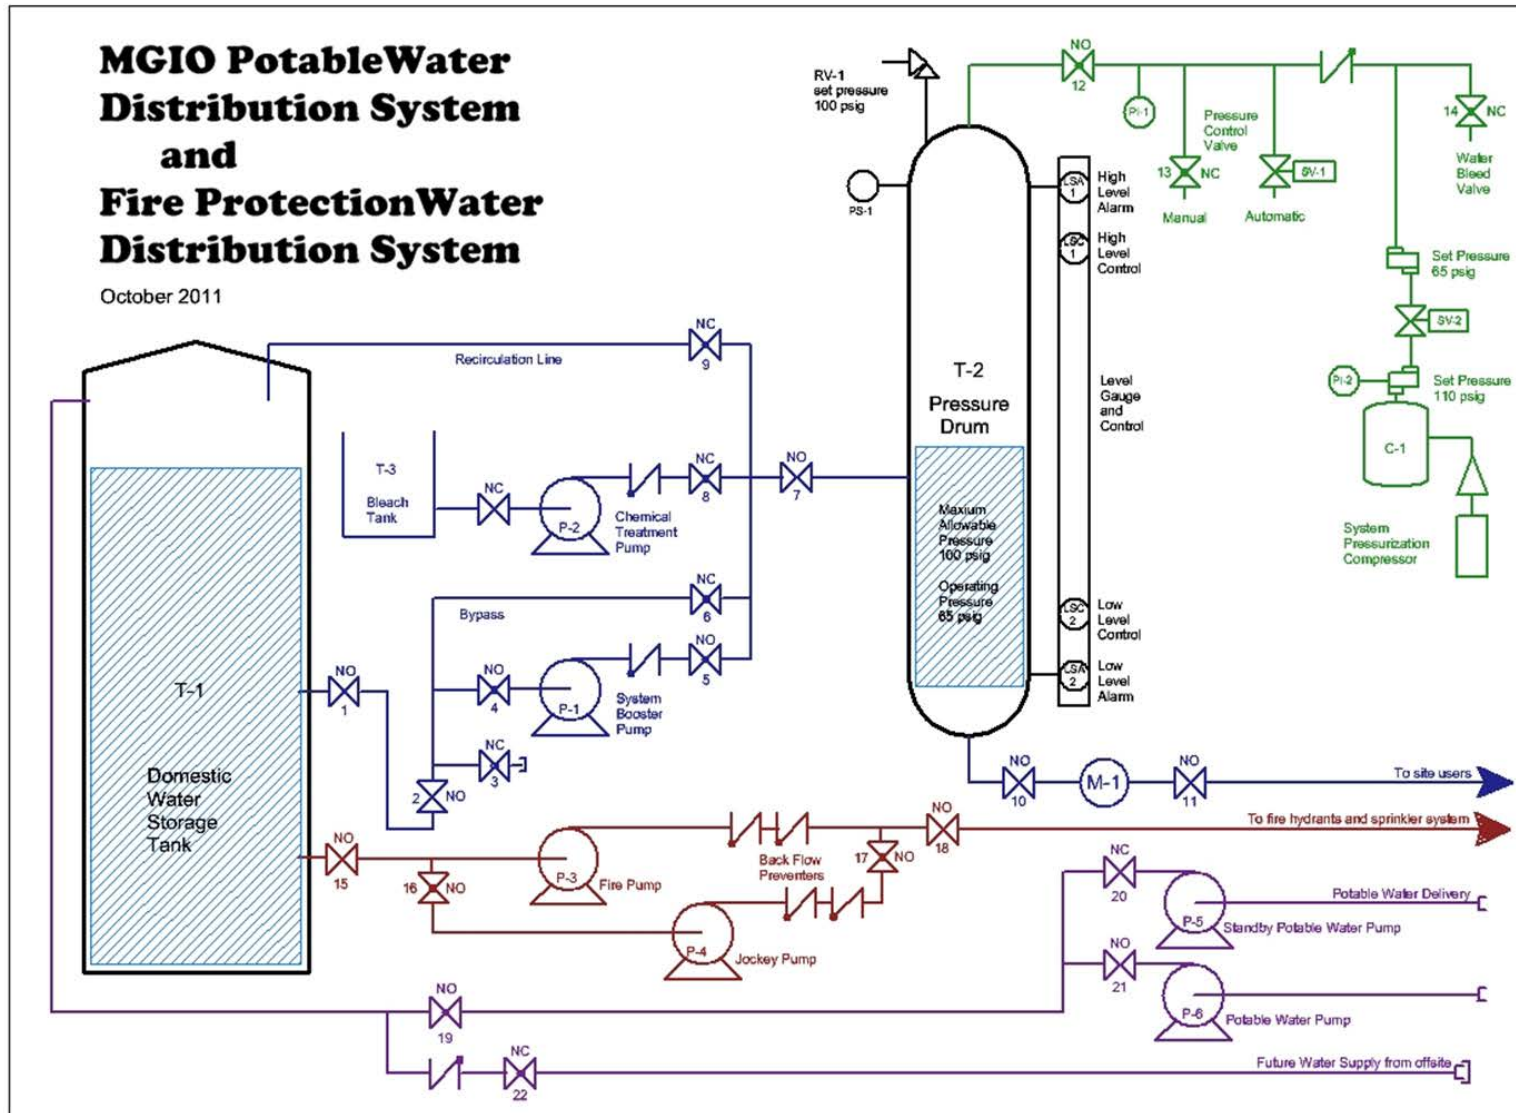 MGIO PotableWater
Distribution System
and
Fire ProtectionWater
Distribution System
October 2011
RV-1
set pressure
100 psig
PS-1
NO
12
PI-1
Pressure
Control
Valve
13
NC
Manual
SV-1
Automatic
14
NC
Water
Bleed
Valve
LSA
1
High
Level
Alarm
LSC
1
High
Level
Control
Set Pressure
65 psig
SV-2
PI-2
Set Pressure
110 psig
C-1
System
Pressurization
Compressor
Level
Gauge
and
Control
LSC
2
Low
Level
Control
LSA
2
Low
Level
Alarm
T-2
Pressure
Drum
Maxium
Allowable
Pressure
100 psig
Operating
Pressure
65 psig
Recirculation Line
NC
9
T-3
Bleach
Tank
NC
P-2
Chemical
Treatment
Pump
NC
8
NO
7
Bypass
NC
6
NO
4
P-1
System
Booster
Pump
NO
5
NC
3
2
NO
NO
1
T-1
Domestic
Water
Storage
Tank
NO
10
M-1
NO
11
To site users
NO
15
16
NO
P-3
Fire Pump
Back Flow
Preventers
17
NO
NO
18
To fire hydrants and sprinkler system
P-4
Jockey Pump
NC
20
P-5
Potable Water Delivery
Standby Potable Water Pump
NO
21
P-6
Potable Water Pump
NO
19
NC
22
Future Water Supply from offsite